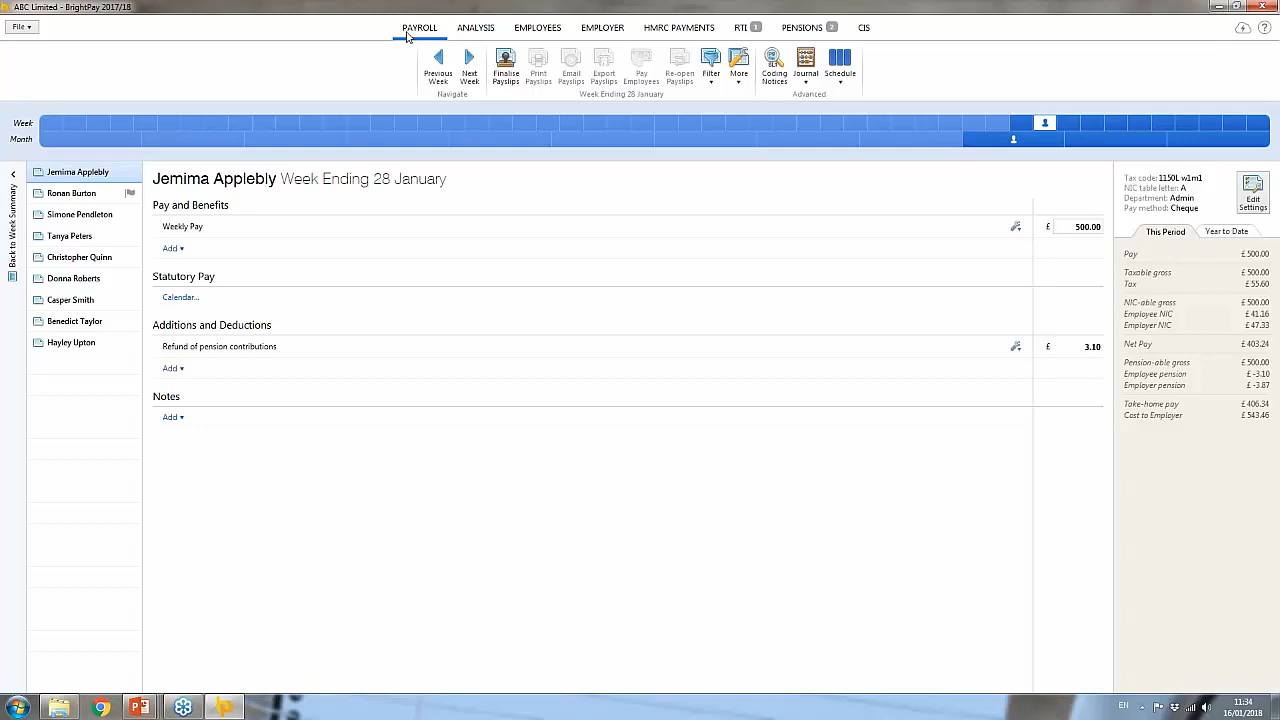 ABC Limited - BrightPay 2017/18
File
PAYROLL
ANALYSIS
EMPLOYEES
EMPLOYER
HMRC PAYMENTS
RTI 1
PENSIONS 2
CIS
Previous Week
Next Week
Finalise Payslips
Print Payslips
Email Payslips
Export Payslips
Pay Employees
Re-open Payslips
Filter
More
Coding Notices
Journal
Schedule
Navigate
Week Ending 28 January
Advanced
Week
Month
Back to Week Summary
Jemima Applebly
Ronan Burton
Simone Pendleton
Tanya Peters
Christopher Quinn
Donna Roberts
Casper Smith
Benedict Taylor
Hayley Upton
Jemima Applebly Week Ending 28 January
Pay and Benefits
Weekly Pay £ 500.00
Add
Statutory Pay
Calendar...
Additions and Deductions
Refund of pension contributions £ 3.10
Add
Notes
Add
Tax code: 1150L w1m1
NIC table letter: A
Department: Admin
Pay method: Cheque
Edit Settings
This Period
Year to Date
Pay £ 500.00
Taxable gross £ 500.00
Tax £ 55.60
NIC-able gross £ 500.00
Employee NIC £ 41.16
Employer NIC £ 47.33
Net Pay £ 403.24
Pension-able gross £ 500.00
Employee pension £ -3.10
Employer pension £ -3.87
Take-home pay £ 406.34
Cost to Employer £ 543.46
EN
11:34
16/01/2018